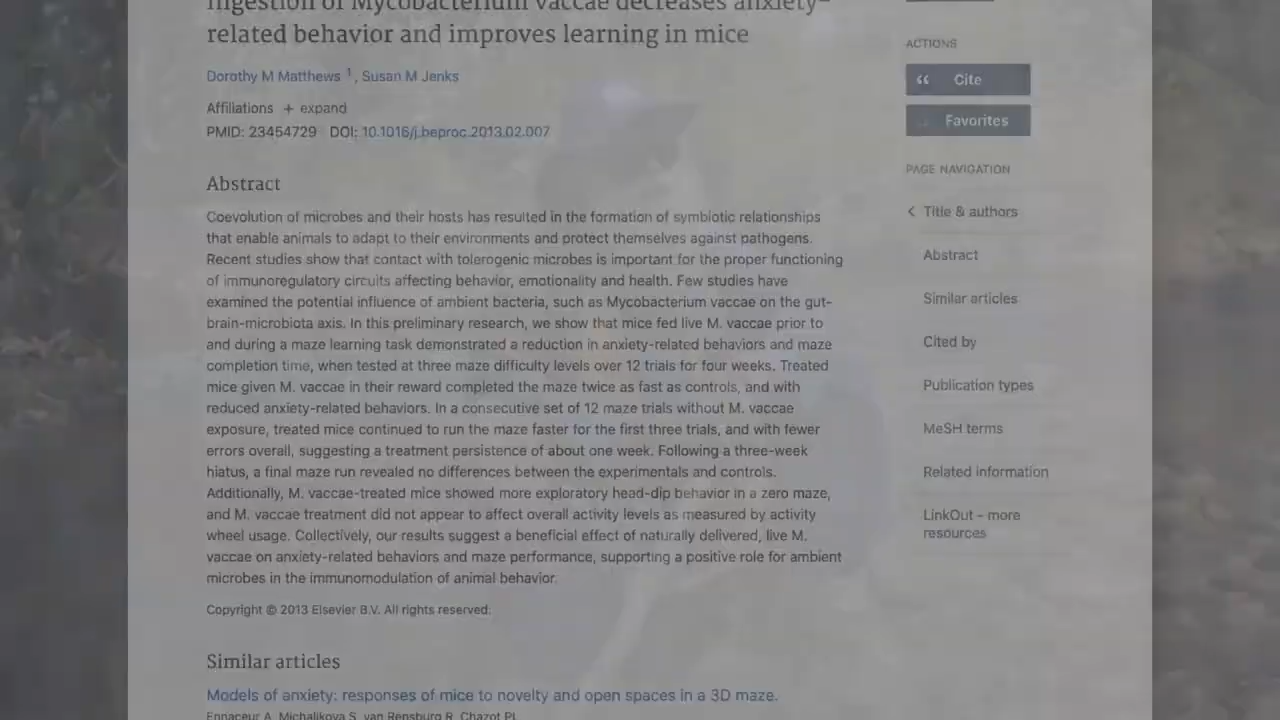 Ingestion of Mycobacterium vaccae decreases anxiety-
related behavior and improves learning in mice
Dorothy M Matthews 1, Susan M Jenks
Affiliations + expand
PMID: 23454729 DOI: 10.1016/j.beproc.2013.02.007
Abstract
Coevolution of microbes and their hosts has resulted in the formation of symbiotic relationships
that enable animals to adapt to their environments and protect themselves against pathogens.
Recent studies show that contact with tolerogenic microbes is important for the proper functioning
of immunoregulatory circuits affecting behavior, emotionality and health. Few studies have
examined the potential influence of ambient bacteria, such as Mycobacterium vaccae on the gut-
brain-microbiota axis. In this preliminary research, we show that mice fed live M. vaccae prior to
and during a maze learning task demonstrated a reduction in anxiety-related behaviors and maze
completion time, when tested at three maze difficulty levels over 12 trials for four weeks. Treated
mice given M. vaccae in their reward completed the maze twice as fast as controls, and with
reduced anxiety-related behaviors. In a consecutive set of 12 maze trials without M. vaccae
exposure, treated mice continued to run the maze faster for the first three trials, and with fewer
errors overall, suggesting a treatment persistence of about one week. Following a three-week
hiatus, a final maze run revealed no differences between the experimentals and controls.
Additionally, M. vaccae-treated mice showed more exploratory head-dip behavior in a zero maze,
and M. vaccae treatment did not appear to affect overall activity levels as measured by activity
wheel usage. Collectively, our results suggest a beneficial effect of naturally delivered, live M.
vaccae on anxiety-related behaviors and maze performance, supporting a positive role for ambient
microbes in the immunomodulation of animal behavior.
Copyright © 2013 Elsevier B.V. All rights reserved.
Similar articles
Models of anxiety: responses of mice to novelty and open spaces in a 3D maze.
Ennaceur A, Michalikova S, van Rensburg R, Chazot PL
ACTIONS
Cite
Favorites
PAGE NAVIGATION
Title & authors
Abstract
Similar articles
Cited by
Publication types
MeSH terms
Related information
LinkOut - more
resources